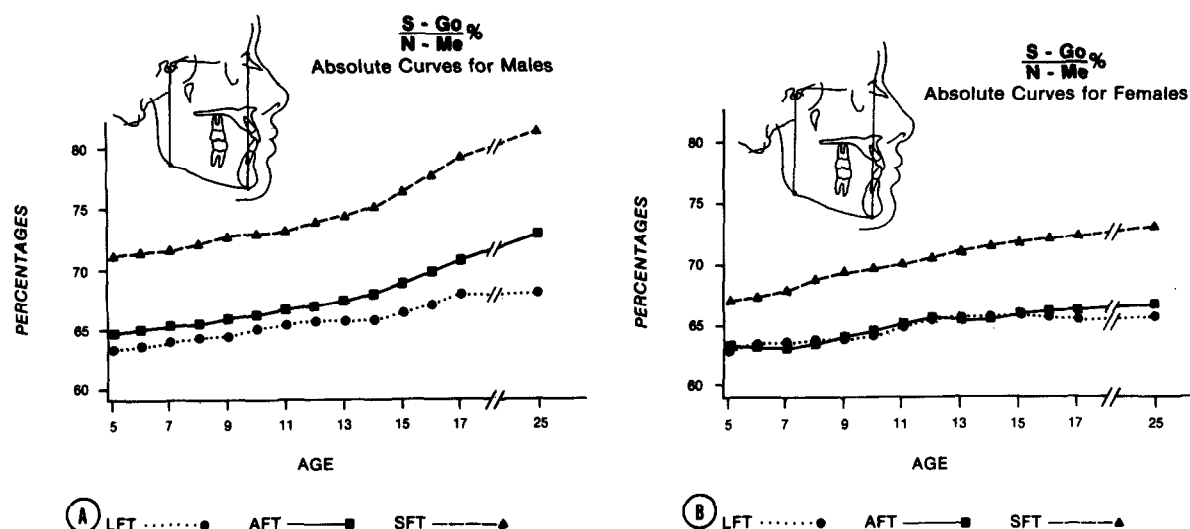 S - Go
N - Me %
Absolute Curves for Males
PERCENTAGES
80
75
70
65
60
5 7 9 11 13 15 17 25
AGE
A LFT AFT SFT
S - Go
N - Me %
Absolute Curves for Females
PERCENTAGES
80
75
70
65
60
5 7 9 11 13 15 17 25
AGE
B LFT AFT SFT